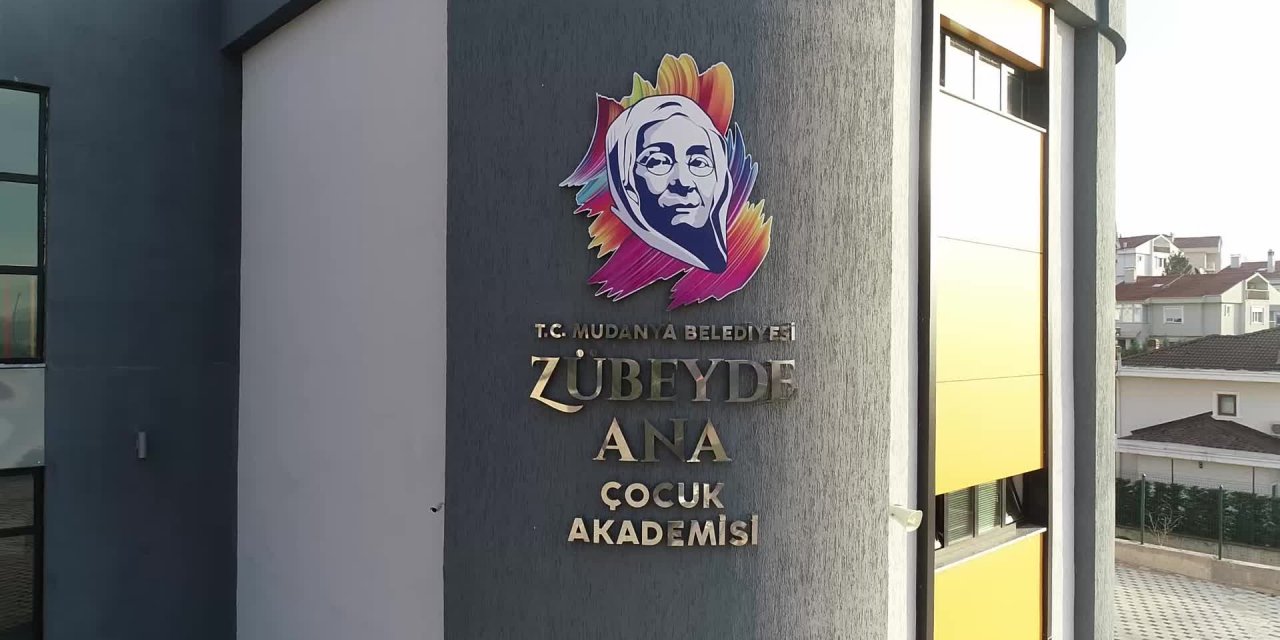 T.C. MUDANYA BELEDİYESİ
ZÜBEYDE
ANA
ÇOCUK
AKADEMİSİ